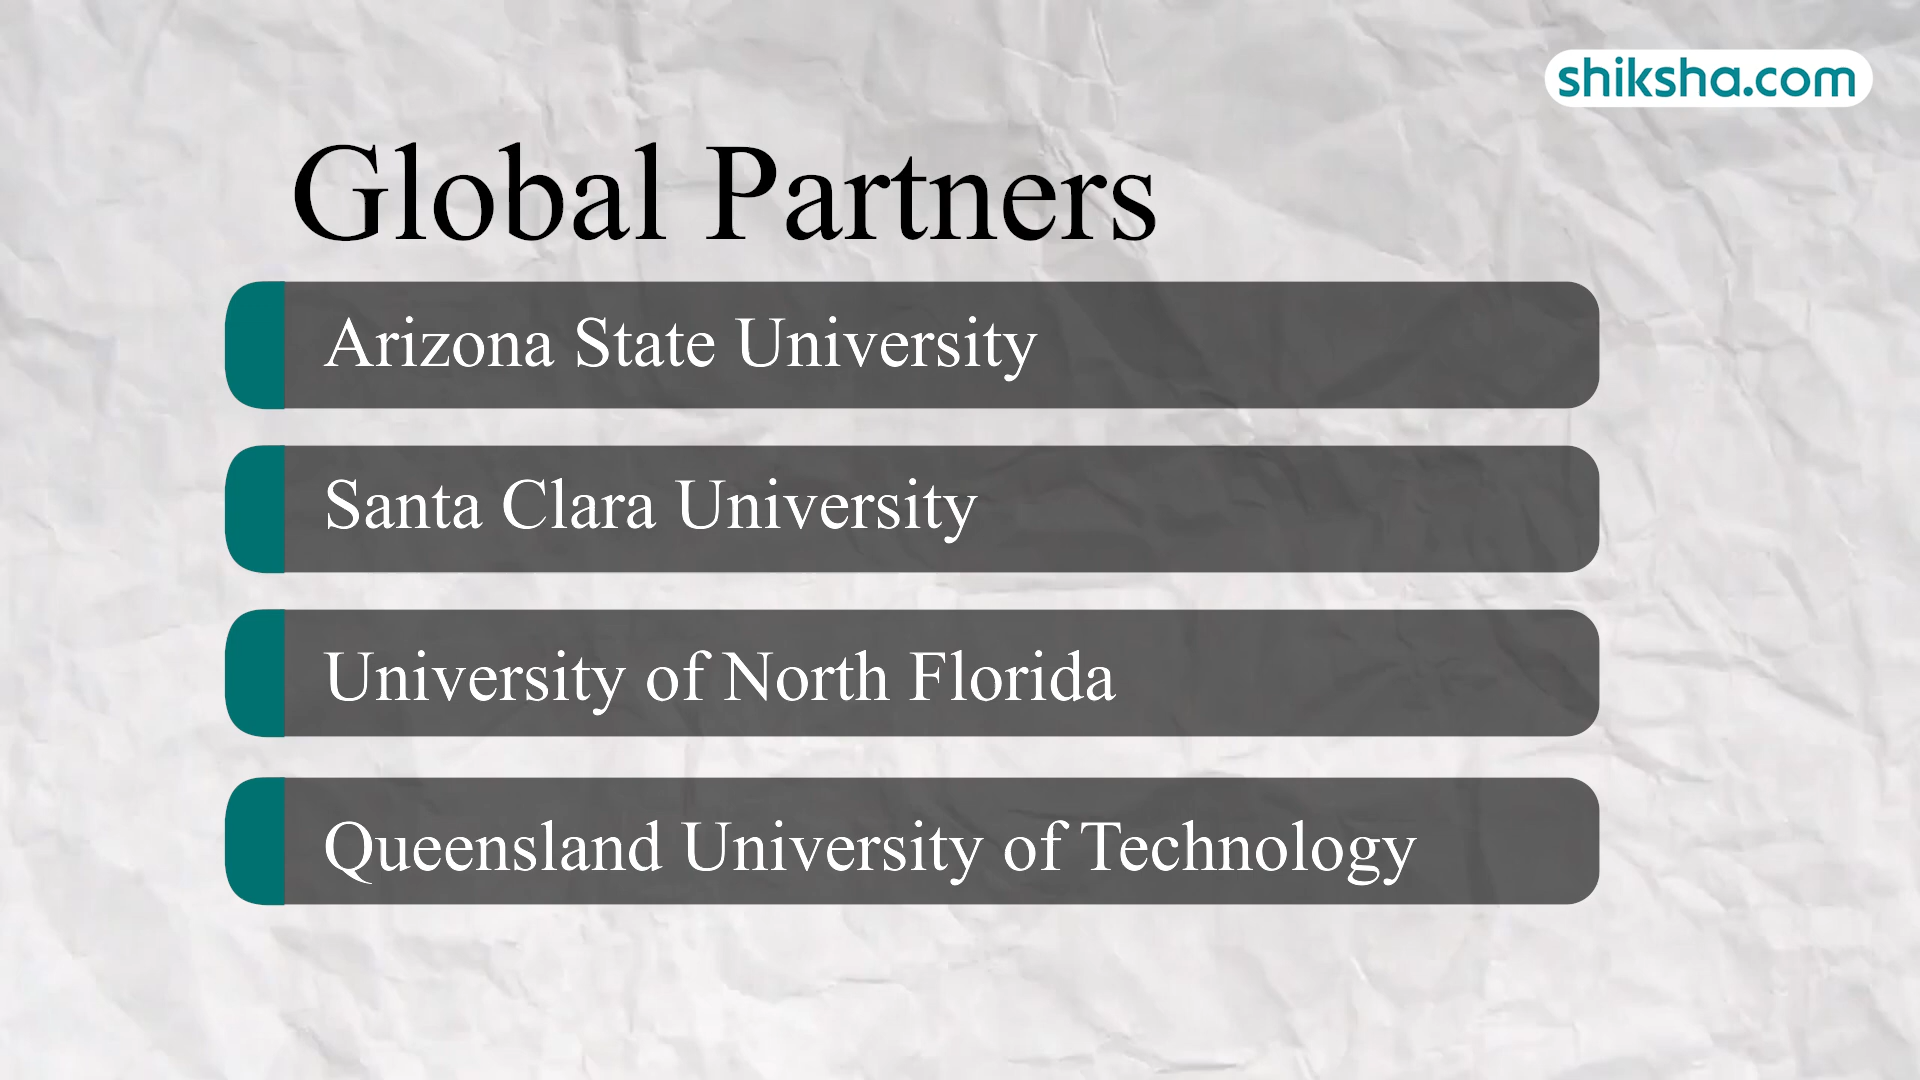 shiksha.com
Global Partners
Arizona State University
Santa Clara University
University of North Florida
Queensland University of Technology